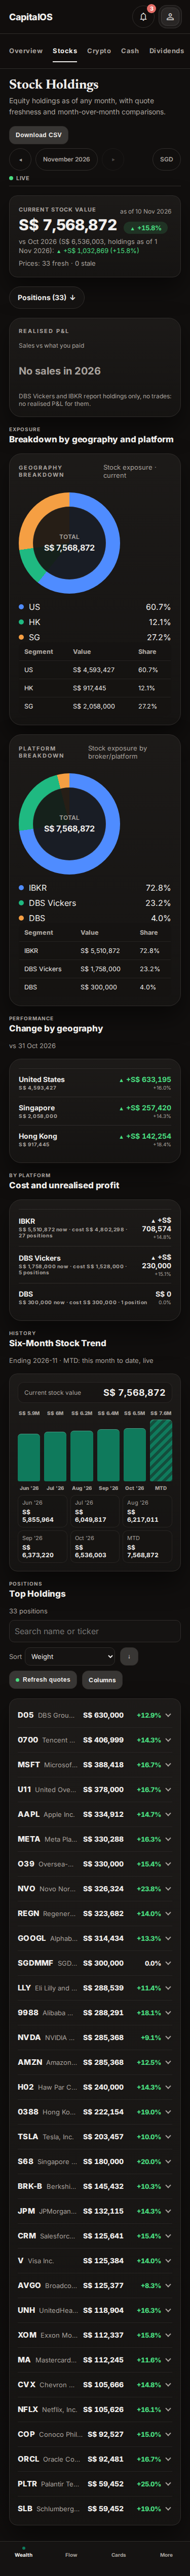 CapitalOS
3
Overview Stocks Crypto Cash Dividends
Stock Holdings
Equity holdings as of any month, with quote
freshness and month-over-month comparisons.
Download CSV
November 2026 SGD
LIVE
CURRENT STOCK VALUE as of 10 Nov 2026
S$ 7,568,872 ▲ +15.8%
vs Oct 2026 (S$ 6,536,003, holdings as of 1
Nov 2026): ▲ +S$ 1,032,869 (+15.8%)
Prices: 33 fresh · 0 stale
Positions (33) ↓
REALISED P&L
Sales vs what you paid
No sales in 2026
DBS Vickers and IBKR report holdings only, no trades:
no realised P&L for them.
EXPOSURE
Breakdown by geography and platform
GEOGRAPHY
BREAKDOWN
Stock exposure ·
current
TOTAL
S$ 7,568,872
US 60.7%
HK 12.1%
SG 27.2%
Segment Value Share
US S$ 4,593,427 60.7%
HK S$ 917,445 12.1%
SG S$ 2,058,000 27.2%
PLATFORM
BREAKDOWN
Stock exposure by
broker/platform
TOTAL
S$ 7,568,872
IBKR 72.8%
DBS Vickers 23.2%
DBS 4.0%
Segment Value Share
IBKR S$ 5,510,872 72.8%
DBS Vickers S$ 1,758,000 23.2%
DBS S$ 300,000 4.0%
PERFORMANCE
Change by geography
vs 31 Oct 2026
United States ▲ +S$ 633,195
S$ 4,593,427 +16.0%
Singapore ▲ +S$ 257,420
S$ 2,058,000 +14.3%
Hong Kong ▲ +S$ 142,254
S$ 917,445 +18.4%
BY PLATFORM
Cost and unrealised profit
IBKR ▲ +S$ 708,574
S$ 5,510,872 now · cost S$ 4,802,298 ·
27 positions
+14.8%
DBS Vickers ▲ +S$ 230,000
S$ 1,758,000 now · cost S$ 1,528,000 ·
5 positions
+15.1%
DBS S$ 0
S$ 300,000 now · cost S$ 300,000 · 1 position 0.0%
HISTORY
Six-Month Stock Trend
Ending 2026-11 · MTD: this month to date, live
Current stock value S$ 7,568,872
S$ 5.9M S$ 6M S$ 6.2M S$ 6.4M S$ 6.5M S$ 7.6M
Jun '26 Jul '26 Aug '26 Sep '26 Oct '26 MTD
Jun '26 Jul '26 Aug '26
S$ 5,855,964 S$ 6,049,817 S$ 6,217,011
Sep '26 Oct '26 MTD
S$ 6,373,220 S$ 6,536,003 S$ 7,568,872
POSITIONS
Top Holdings
33 positions
Search name or ticker
Sort Weight ↓
Refresh quotes Columns
D05 DBS Grou... S$ 630,000 +12.9%
0700 Tencent ... S$ 406,999 +14.3%
MSFT Microsof... S$ 388,418 +16.7%
U11 United Ove... S$ 378,000 +16.7%
AAPL Apple Inc. S$ 334,912 +14.7%
META Meta Pla... S$ 330,288 +16.3%
O39 Oversea-... S$ 330,000 +15.4%
NVO Novo Nor... S$ 326,324 +23.8%
REGN Regener... S$ 323,682 +14.0%
GOOGL Alphab... S$ 314,434 +13.3%
SGDMMF SGD... S$ 300,000 0.0%
LLY Eli Lilly and ... S$ 288,539 +11.4%
9988 Alibaba ... S$ 288,291 +18.1%
NVDA NVIDIA ... S$ 285,368 +9.1%
AMZN Amazon... S$ 285,368 +12.5%
H02 Haw Par C... S$ 240,000 +14.3%
0388 Hong Ko... S$ 222,154 +19.0%
TSLA Tesla, Inc. S$ 203,457 +10.0%
S68 Singapore ... S$ 180,000 +20.0%
BRK-B Berkshi... S$ 145,432 +10.3%
JPM JPMorgan... S$ 132,115 +14.3%
CRM Salesforc... S$ 125,641 +15.4%
V Visa Inc. S$ 125,384 +14.0%
AVGO Broadco... S$ 125,377 +8.3%
UNH UnitedHea... S$ 118,904 +16.3%
XOM Exxon Mo... S$ 112,337 +15.8%
MA Mastercard... S$ 112,245 +11.6%
CVX Chevron ... S$ 105,666 +14.8%
NFLX Netflix, Inc. S$ 105,626 +16.1%
COP Conoco Phil... S$ 92,527 +15.0%
ORCL Oracle Co... S$ 92,481 +16.7%
PLTR Palantir Te... S$ 59,452 +25.0%
SLB Schlumberg... S$ 59,452 +19.0%
Wealth Flow Cards More